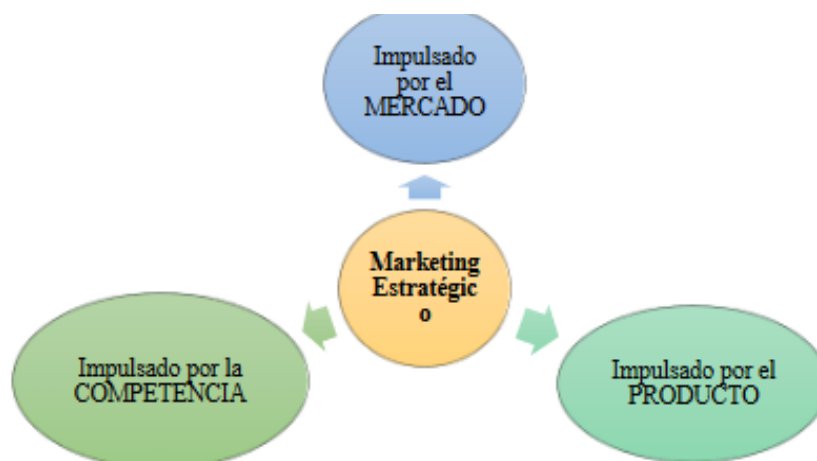 Impulsado
por el
MERCADO
Marketing
Estratégic
o
Impulsado por la
COMPETENCIA
Impulsado por el
PRODUCTO